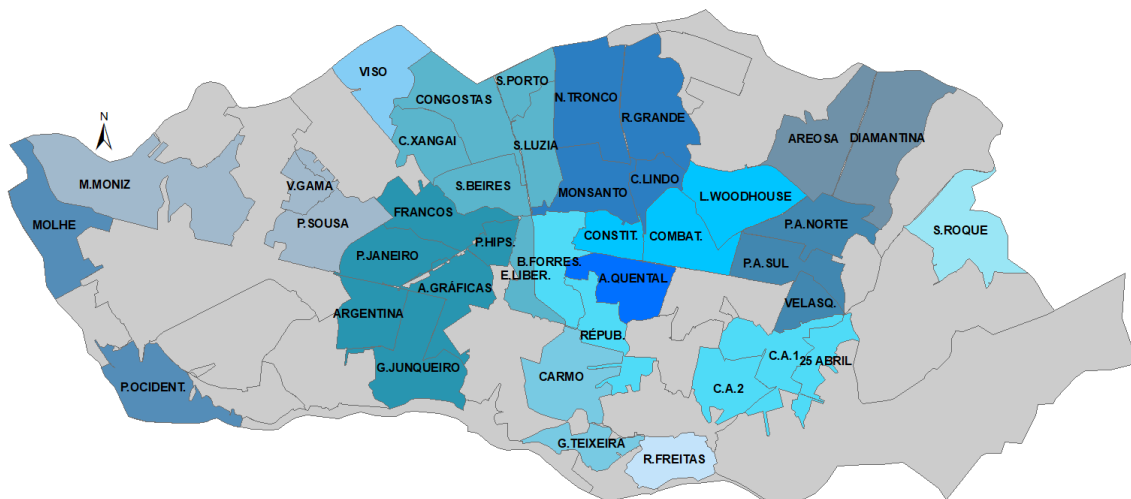 S.PORTO
VISO
CONGOSTAS
N.TRONCO
N
R.GRANDE
AREOSA
DIAMANTINA
C.XANGAI
S.LUZIA
M.MONIZ
V.GAMA
S.BEIRES
MONSANTO
C.LINDO
L.WOODHOUSE
MOLHE
P.SOUSA
FRANCOS
P.A.NORTE
S.ROQUE
P.HIPS.
CONSTIT.
COMBAT.
P.JANEIRO
B.FORRES.
P.A.SUL
E.LIBER.
A.QUENTAL
A.GRÁFICAS
VELASQ.
ARGENTINA
RÉPUB.
C.A.1
25 ABRIL
G.JUNQUEIRO
CARMO
P.OCIDENT.
C.A.2
G.TEIXEIRA
R.FREITAS